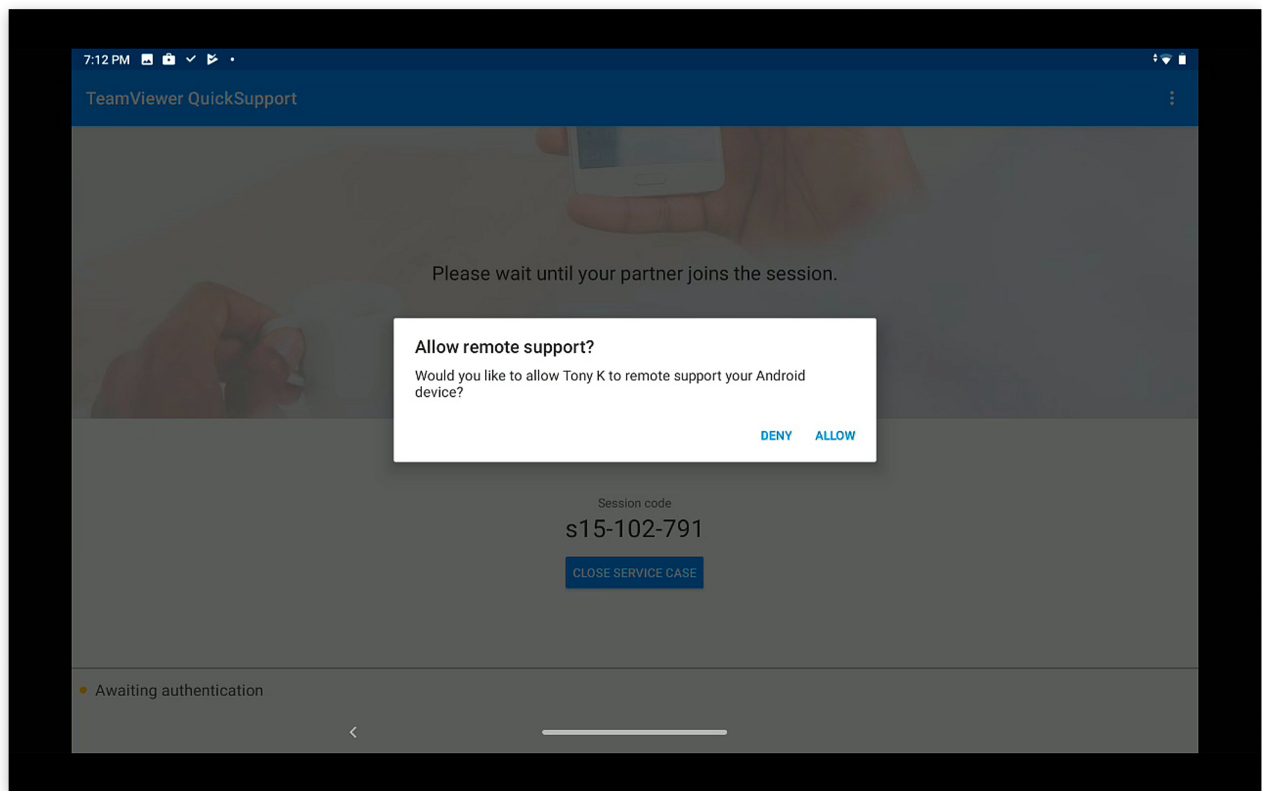 7:12 PM
TeamViewer QuickSupport
Please wait until your partner joins the session.
Allow remote support?
Would you like to allow Tony K to remote support your Android
device?
DENY ALLOW
Session code
s15-102-791
CLOSE SERVICE CASE
Awaiting authentication